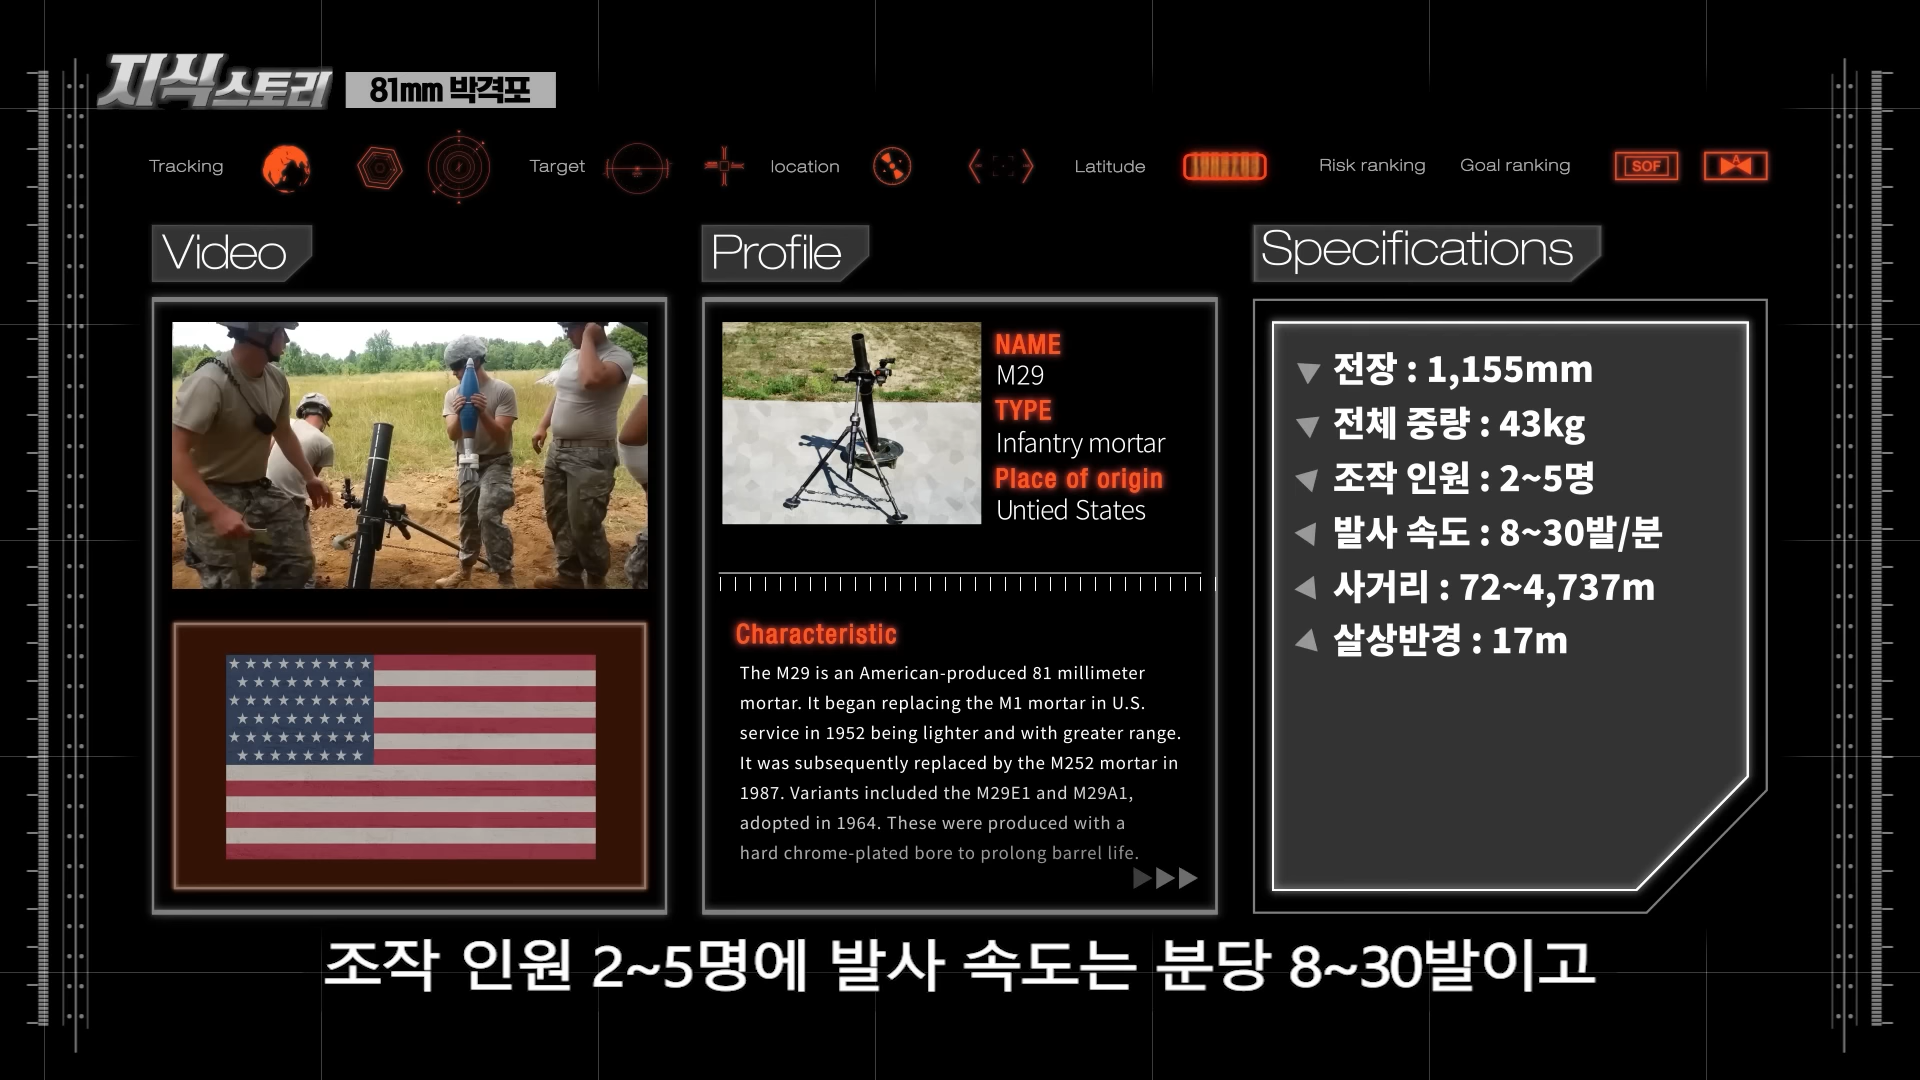 지식스토리 81mm 박격포
Tracking Target location Latitude Risk ranking Goal ranking SOF A
Video
Profile
Specifications
NAME
M29
TYPE
Infantry mortar
Place of origin
Untied States
Characteristic
The M29 is an American-produced 81 millimeter
mortar. It began replacing the M1 mortar in U.S.
service in 1952 being lighter and with greater range.
It was subsequently replaced by the M252 mortar in
1987. Variants included the M29E1 and M29A1,
adopted in 1964. These were produced with a
hard chrome-plated bore to prolong barrel life.
전장 : 1,155mm
전체 중량 : 43kg
조작 인원 : 2~5명
발사 속도 : 8~30발/분
사거리 : 72~4,737m
살상반경 : 17m
조작 인원 2~5명에 발사 속도는 분당 8~30발이고